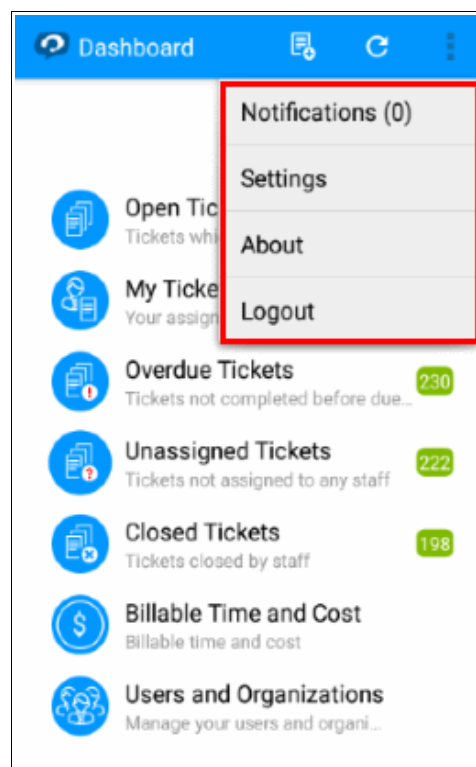 Dashboard
Notifications (0)
Settings
About
Logout
Open Tic
Tickets whi
My Ticke
Your assign
Overdue Tickets
230
Tickets not completed before due...
Unassigned Tickets
222
Tickets not assigned to any staff
Closed Tickets
198
Tickets closed by staff
$
Billable Time and Cost
Billable time and cost
Users and Organizations
Manage your users and organi...